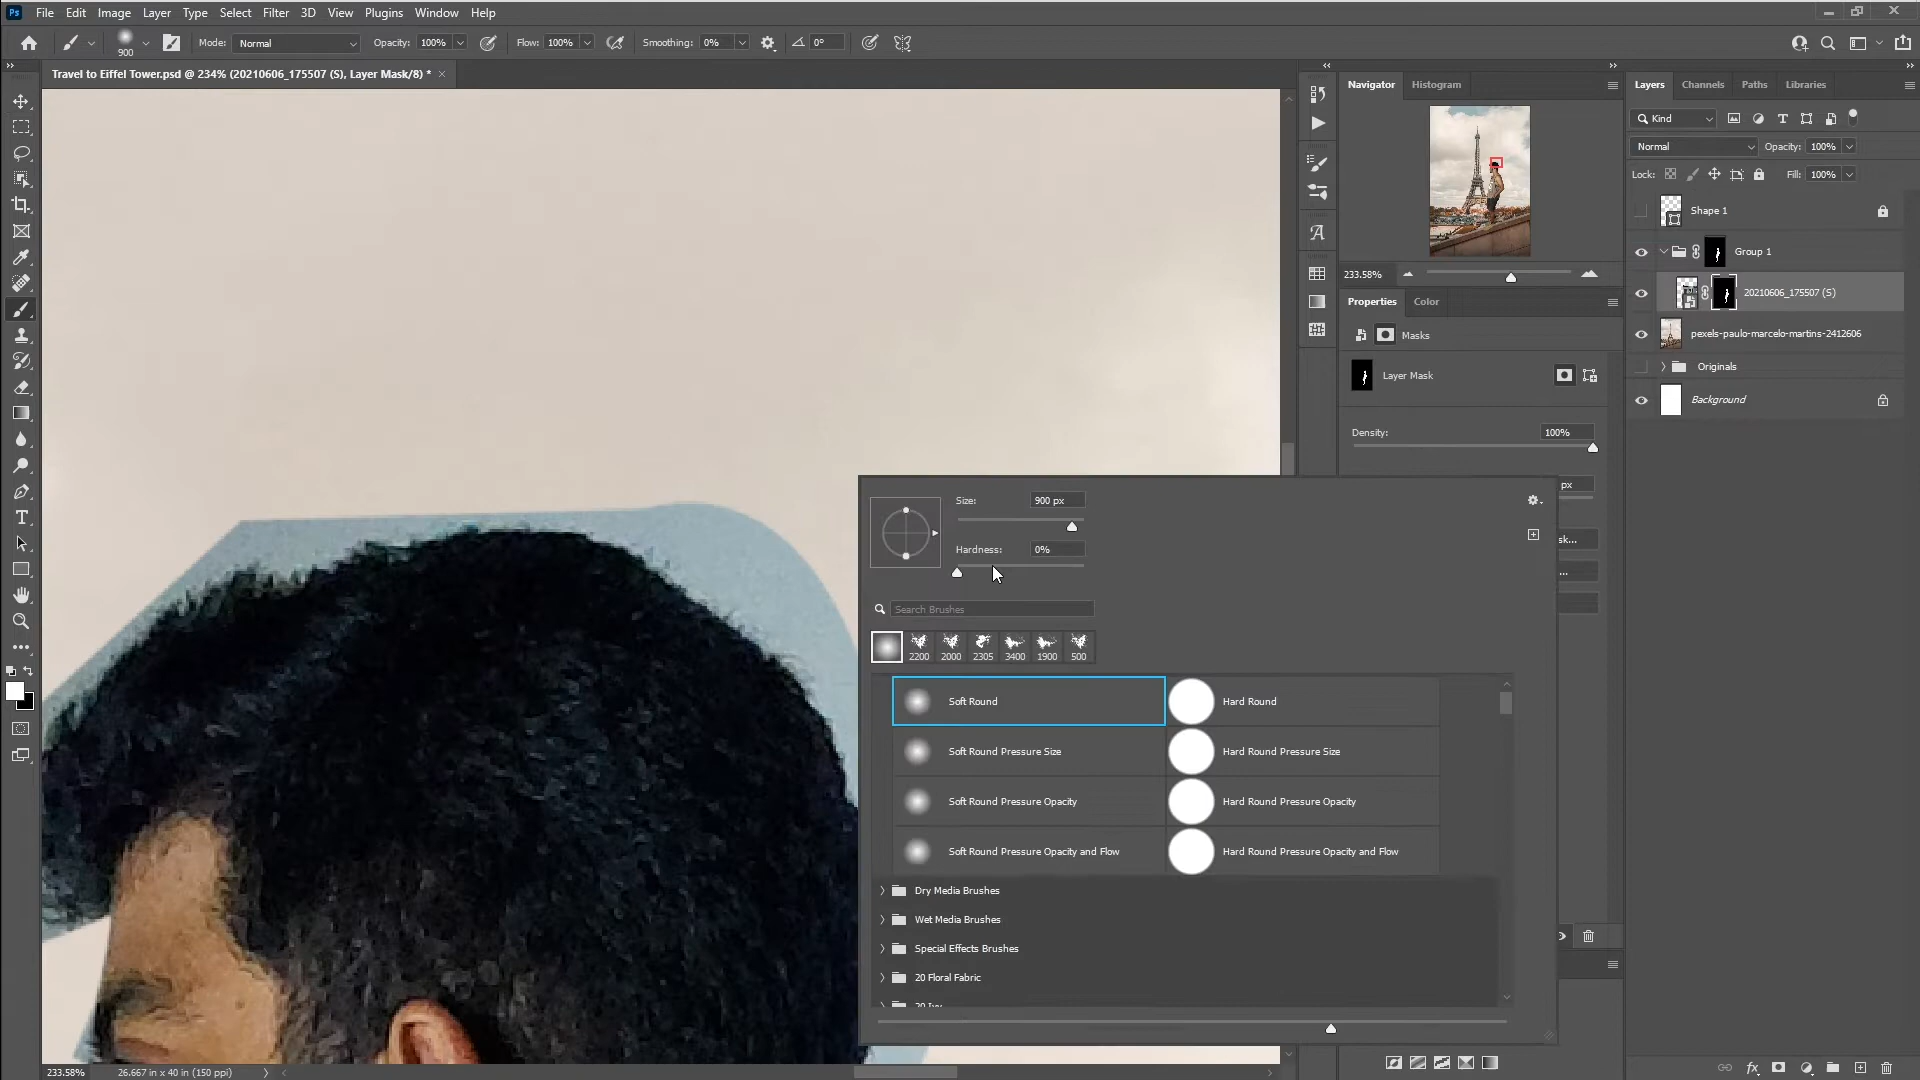 Ps File Edit Image Layer Type Select Filter 3D View Plugins Window Help
900 Mode: Normal Opacity: 100% Flow: 100% Smoothing: 0% 0°
Travel to Eiffel Tower.psd @ 234% (20210606_175507 (S), Layer Mask/8) * ×
Navigator Histogram
233.58%
Properties Color
Masks
Layer Mask
Density: 100%
px
sk...
...
Layers Channels Paths Libraries
Kind
Normal Opacity: 100%
Lock: Fill: 100%
Shape 1
Group 1
20210606_175507 (S)
pexels-paulo-marcelo-martins-2412606
Originals
Background
Size: 900 px
Hardness: 0%
Search Brushes
2200 2000 2305 3400 1900 500
Soft Round Hard Round
Soft Round Pressure Size Hard Round Pressure Size
Soft Round Pressure Opacity Hard Round Pressure Opacity
Soft Round Pressure Opacity and Flow Hard Round Pressure Opacity and Flow
Dry Media Brushes
Wet Media Brushes
Special Effects Brushes
20 Floral Fabric
233.58% 26.667 in x 40 in (150 ppi)
fx